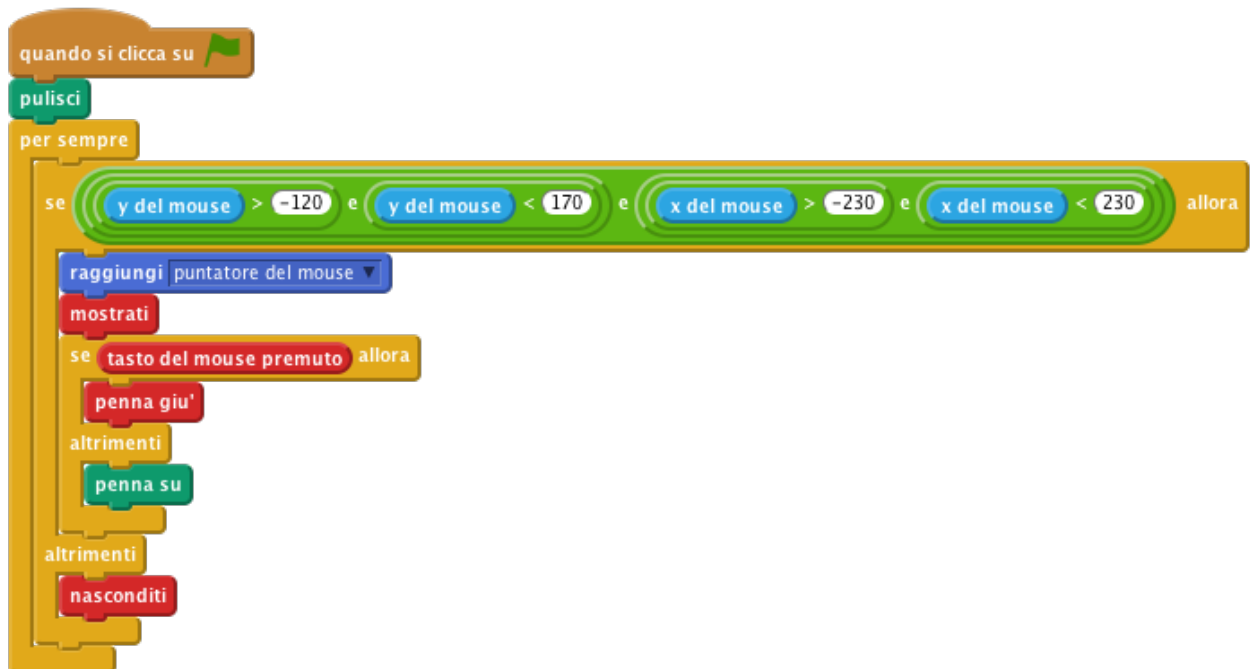 quando si clicca su
pulisci
per sempre
se y del mouse > -120 e y del mouse < 170 e x del mouse > -230 e x del mouse < 230 allora
raggiungi puntatore del mouse
mostrati
se tasto del mouse premuto allora
penna giu'
altrimenti
penna su
altrimenti
nasconditi